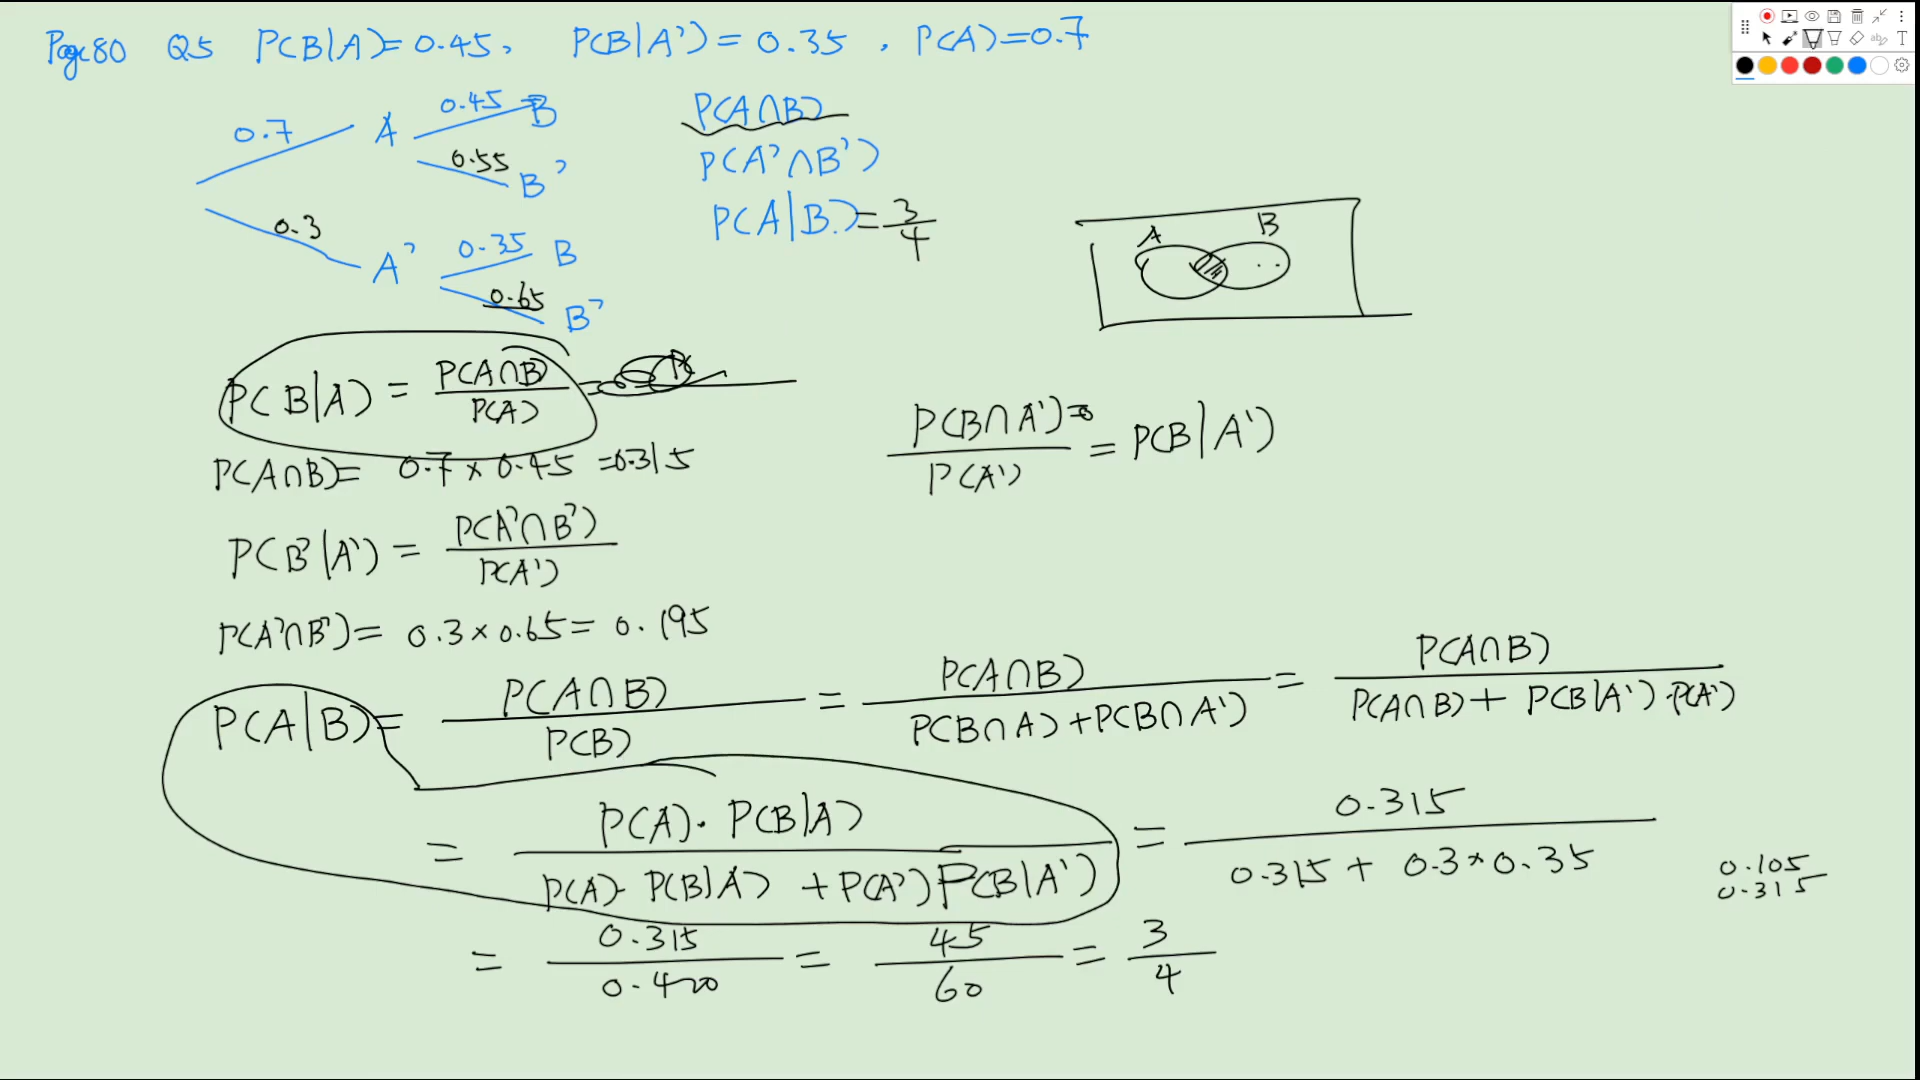 Page 80 Q5 P(B|A)=0.45, P(B|A')=0.35, P(A)=0.7
0.7 A 0.45 B
0.55 B'
0.3 A' 0.35 B
0.65 B'
P(A∩B)
P(A'∩B')
P(A|B)=3/4
A B
P(B|A) = P(A∩B)/P(A) =
P(A∩B)= 0.7 × 0.45 =0.315
P(B∩A')/P(A') = P(B|A')
P(B'|A') = P(A'∩B')/P(A')
P(A'∩B')= 0.3×0.65= 0.195
P(A|B)= P(A∩B)/P(B) = P(A∩B)/P(B∩A)+P(B∩A') = P(A∩B)/P(A∩B)+P(B|A')·P(A')
= P(A)·P(B|A)/P(A)·P(B|A)+P(A')P(B|A') = 0.315/0.315+0.3×0.35
0.105
0.315
= 0.315/0.420 = 45/60 = 3/4